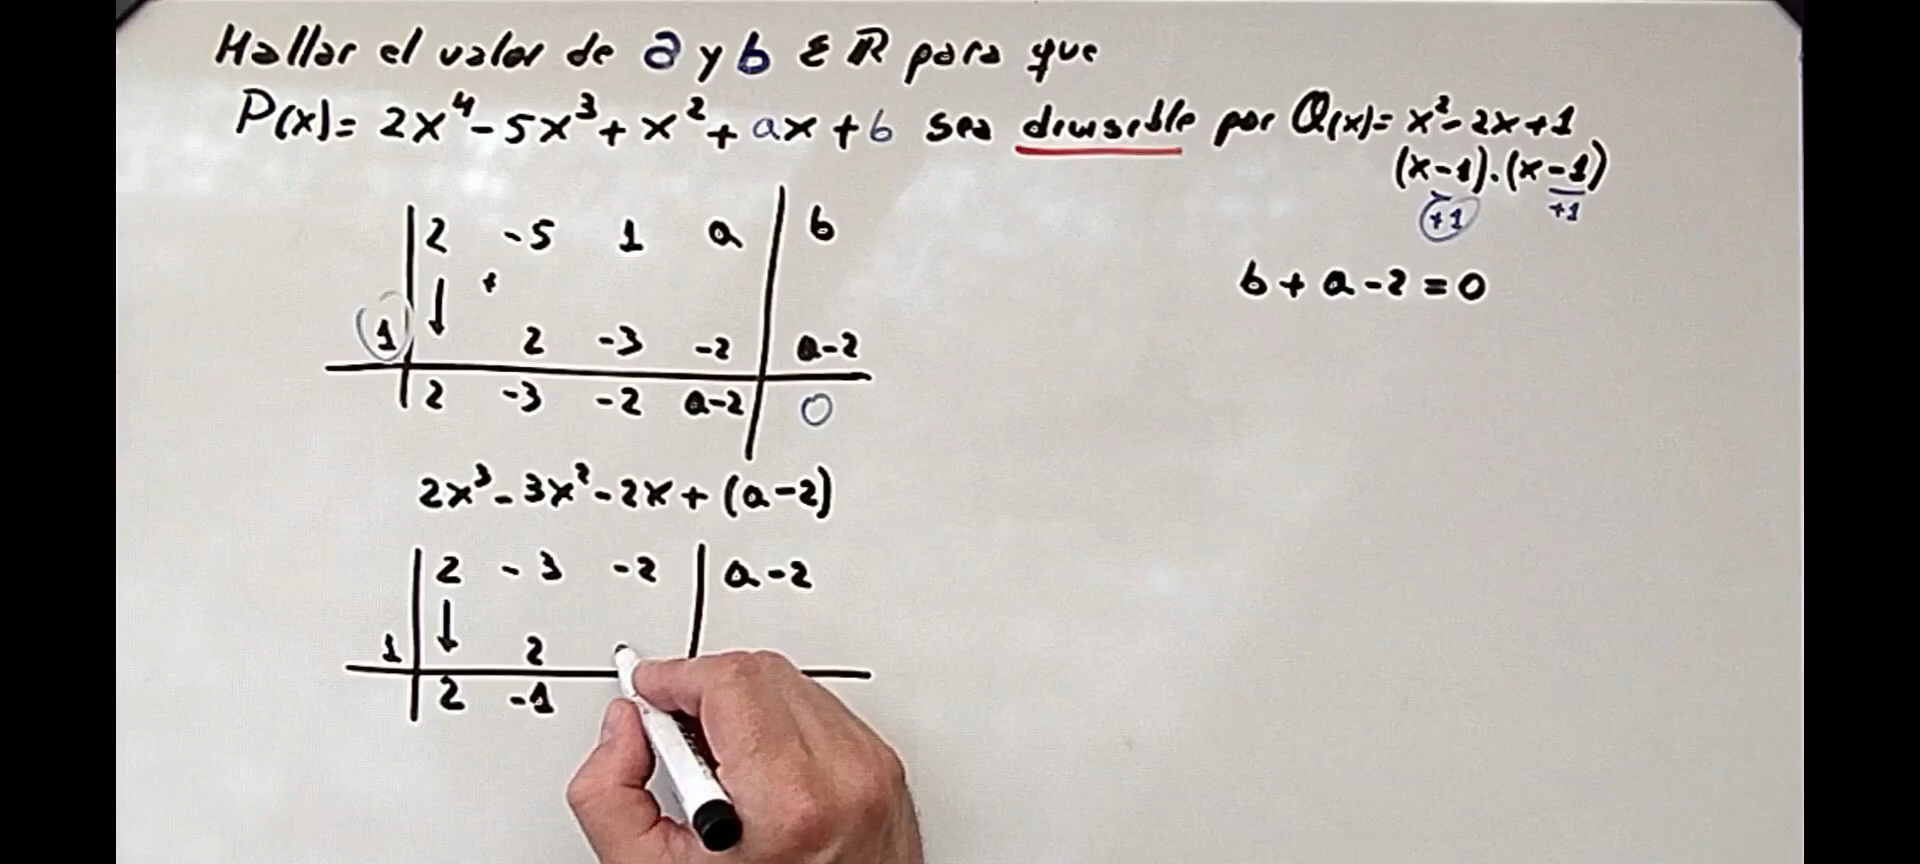 Hallar el valor de a y b ∈ ℝ para que
P(x)= 2x⁴-5x³+x²+ax+b sea divisible por Q(x)= x²-2x+1
(x-1).(x-1)
+1 +1
2 -5 1 a b
+
1 2 -3 -2 a-2
2 -3 -2 a-2 0
b+a-2=0
2x³-3x²-2x+(a-2)
2 -3 -2 a-2
1 2
2 -1